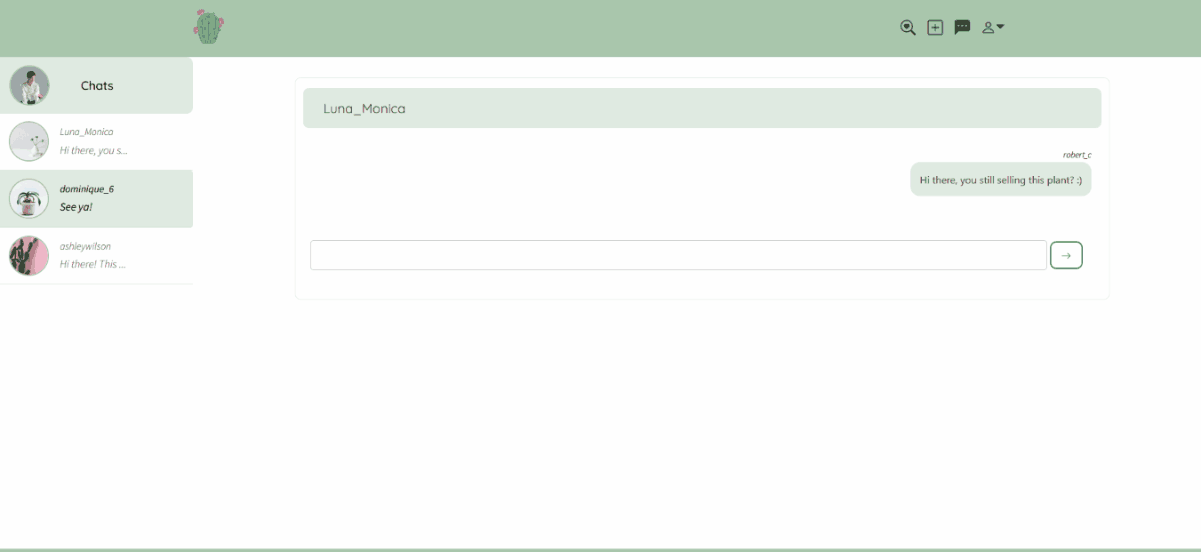 Chats
Luna_Monica
Hi there, you s...
dominique_6
See ya!
ashleywilson
Hi there! This ...
Luna_Monica
robert_c
Hi there, you still selling this plant? :)